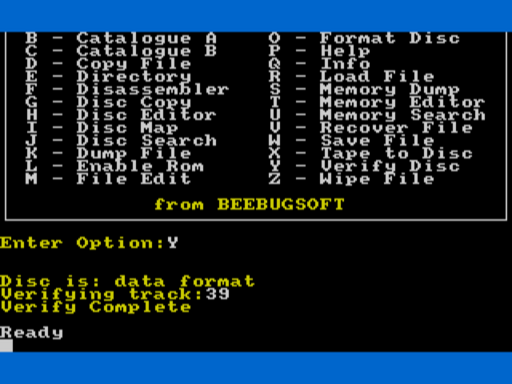 B - Catalogue A O - Format Disc
C - Catalogue B P - Help
D - Copy File Q - Info
E - Directory R - Load File
F - Disassembler S - Memory Dump
G - Disc Copy T - Memory Editor
H - Disc Editor U - Memory Search
I - Disc Map V - Recover File
J - Disc Search W - Save File
K - Dump File X - Tape to Disc
L - Enable Rom Y - Verify Disc
M - File Edit Z - Wipe File
from BEEBUGSOFT
Enter Option:Y
Disc is: data format
Verifying track:39
Verify Complete
Ready